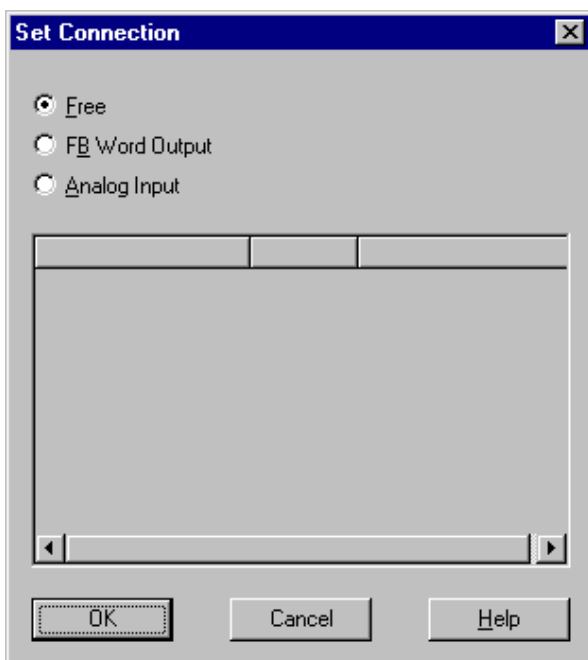 Set Connection
Free
FB Word Output
Analog Input
OK Cancel Help